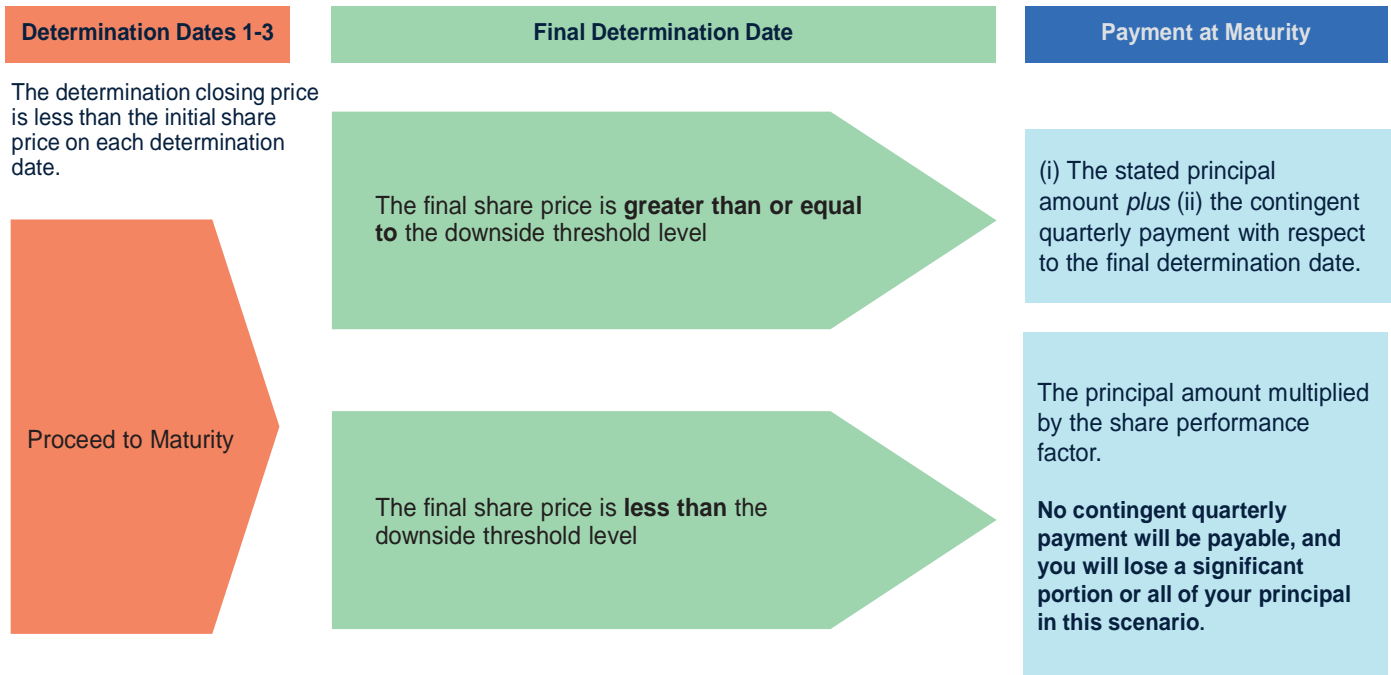 Determination Dates 1-3
Final Determination Date
Payment at Maturity
The determination closing price
is less than the initial share
price on each determination
date.
Proceed to Maturity
The final share price is greater than or equal
to the downside threshold level
(i) The stated principal
amount plus (ii) the contingent
quarterly payment with respect
to the final determination date.
The final share price is less than the
downside threshold level
The principal amount multiplied
by the share performance
factor.
No contingent quarterly
payment will be payable, and
you will lose a significant
portion or all of your principal
in this scenario.